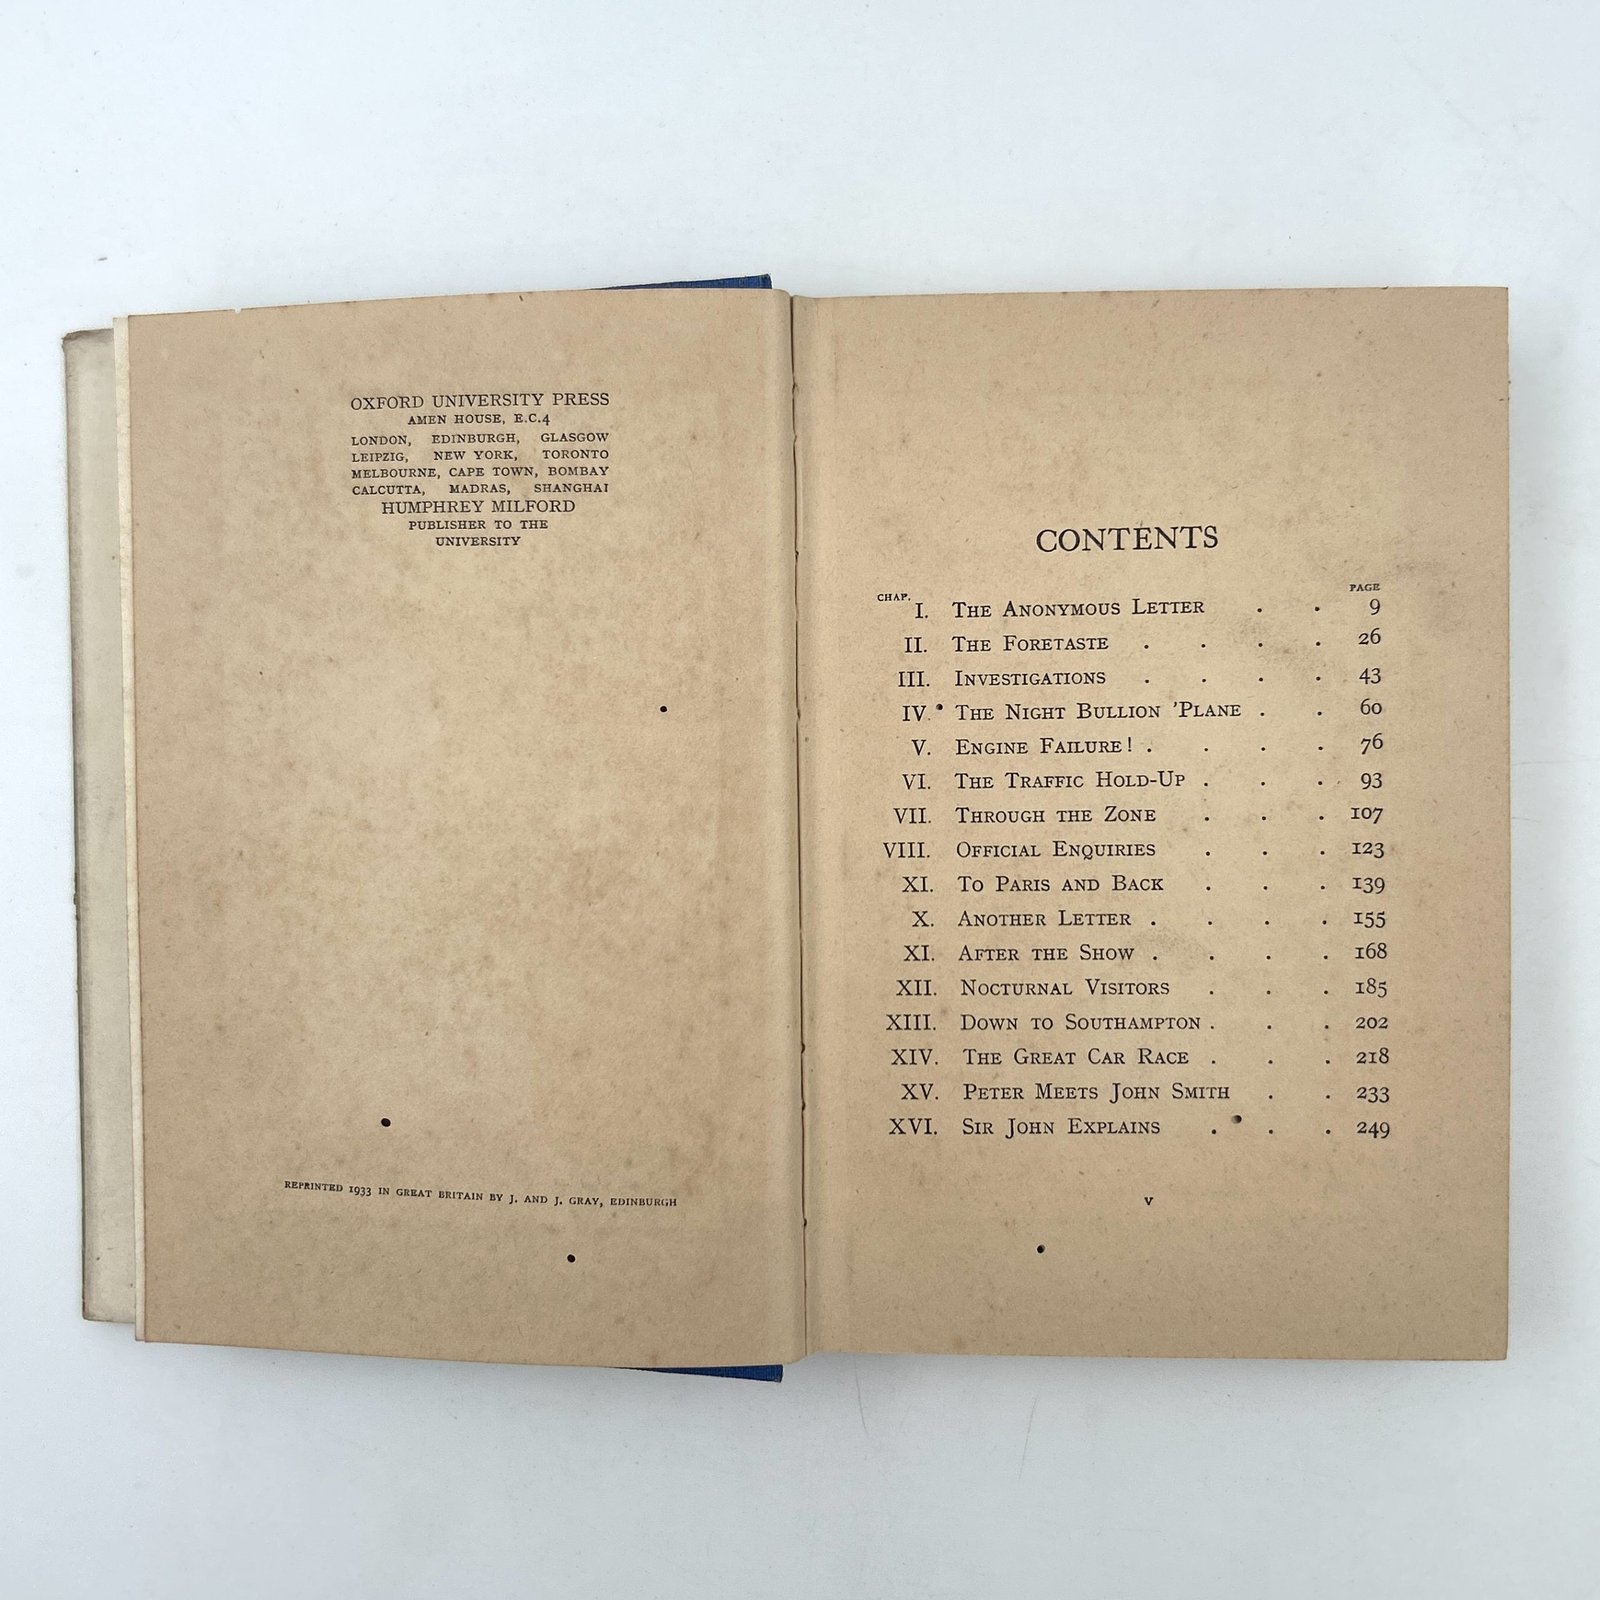 OXFORD UNIVERSITY PRESS
AMEN HOUSE, E.C.4
LONDON, EDINBURGH, GLASGOW
LEIPZIG, NEW YORK, TORONTO
MELBOURNE, CAPE TOWN, BOMBAY
CALCUTTA, MADRAS, SHANGHAI
HUMPHREY MILFORD
PUBLISHER TO THE
UNIVERSITY
REPRINTED 1933 IN GREAT BRITAIN BY J. AND J. GRAY, EDINBURGH
CONTENTS
CHAP. PAGE
I. THE ANONYMOUS LETTER . . 9
II. THE FORETASTE . . . . 26
III. INVESTIGATIONS . . . . 43
IV. THE NIGHT BULLION 'PLANE . . 60
V. ENGINE FAILURE! . . . . 76
VI. THE TRAFFIC HOLD-UP . . . 93
VII. THROUGH THE ZONE . . . 107
VIII. OFFICIAL ENQUIRIES . . . 123
XI. TO PARIS AND BACK . . . 139
X. ANOTHER LETTER . . . . 155
XI. AFTER THE SHOW . . . . 168
XII. NOCTURNAL VISITORS . . . 185
XIII. DOWN TO SOUTHAMPTON . . . 202
XIV. THE GREAT CAR RACE . . . 218
XV. PETER MEETS JOHN SMITH . . 233
XVI. SIR JOHN EXPLAINS . . . 249
v